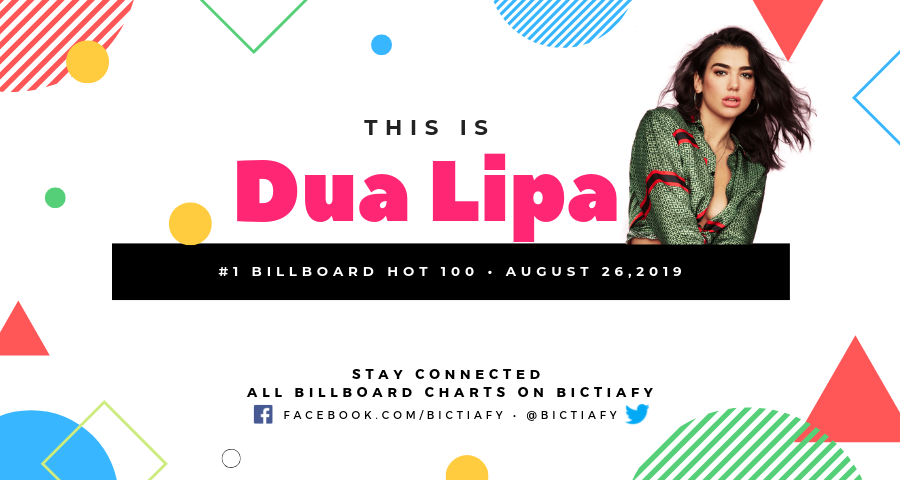 THIS IS
Dua Lipa
#1 BILLBOARD HOT 100 • AUGUST 26,2019
STAY CONNECTED
ALL BILLBOARD CHARTS ON BICTIAFY
FACEBOOK.COM/BICTIAFY • @BICTIAFY